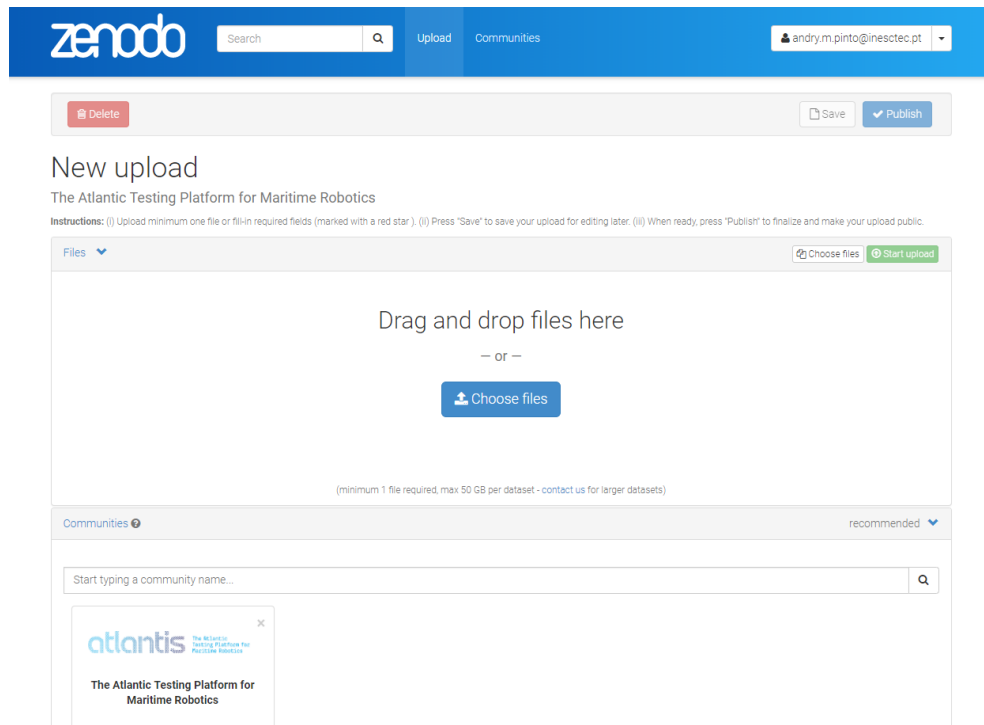 zenodo
Search
Upload
Communities
andry.m.pinto@inesctec.pt
Delete
Save
Publish
New upload
The Atlantic Testing Platform for Maritime Robotics
Instructions: (i) Upload minimum one file or fill-in required fields (marked with a red star ). (ii) Press "Save" to save your upload for editing later. (iii) When ready, press "Publish" to finalize and make your upload public.
Files
Choose files
Start upload
Drag and drop files here
— or —
Choose files
(minimum 1 file required, max 50 GB per dataset - contact us for larger datasets)
Communities
recommended
Start typing a community name...
×
atlantis
The Atlantic
Testing Platform for
Maritime Robotics
The Atlantic Testing Platform for
Maritime Robotics